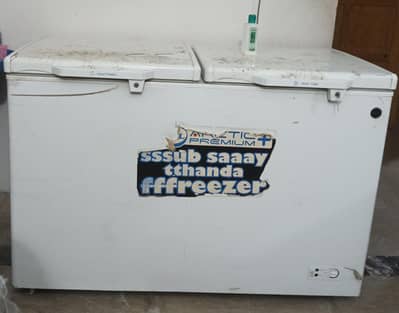 ARCTIC
PREMIUM+
sssub saaay
tthanda
fffreezer